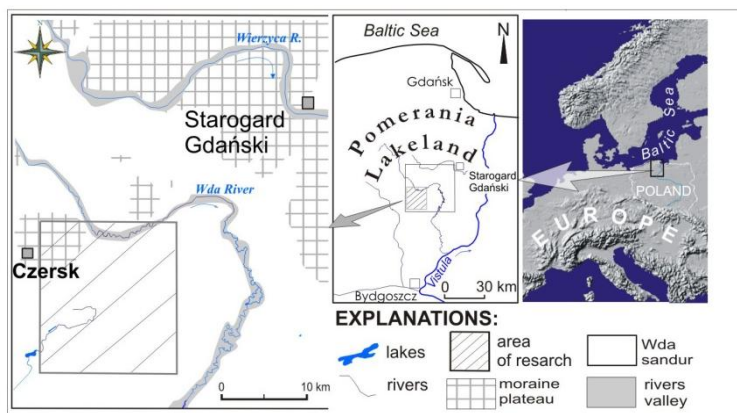 N
Wierzyca R.
Starogard
Gdański
Wda River
Czersk
0 10 km
Baltic Sea
N
Gdańsk
Pomerania
Lakeland
Starogard
Gdański
Vistula
Bydgoszcz
0 30 km
Baltic Sea
POLAND
EUROPE
EXPLANATIONS:
lakes
area
of resarch
Wda
sandur
rivers
moraine
plateau
rivers
valley